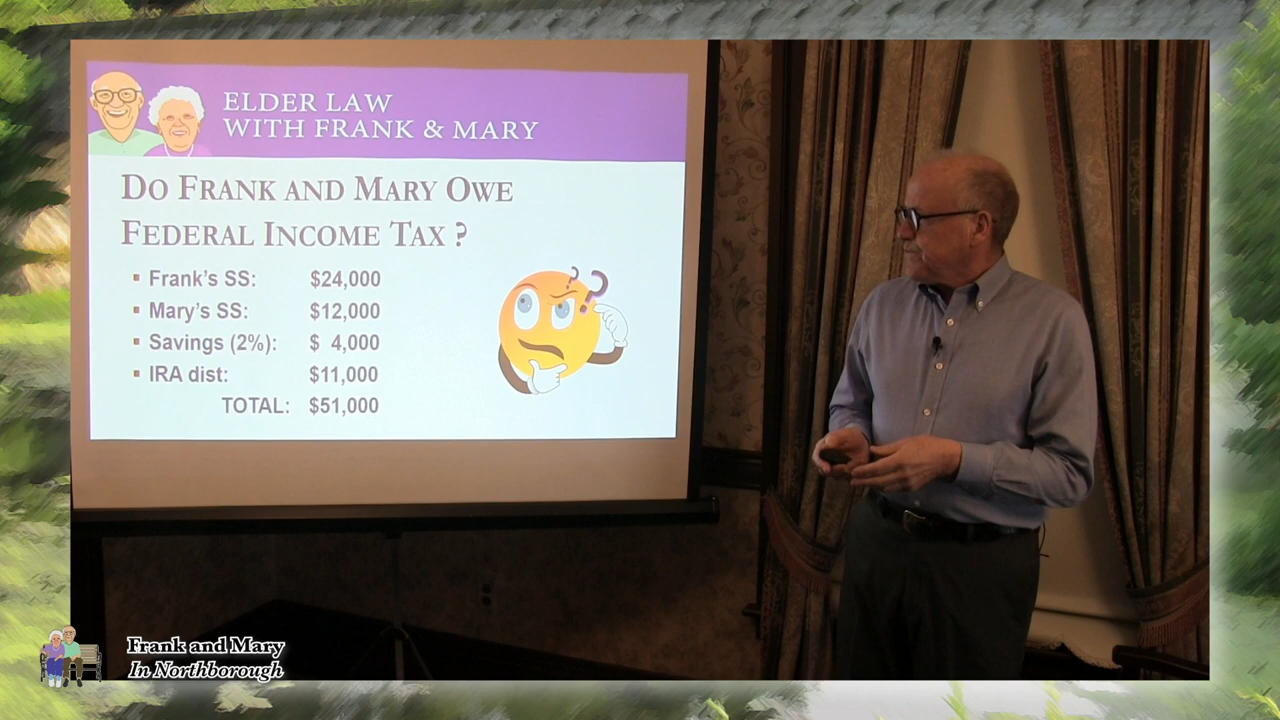 ELDER LAW
WITH FRANK & MARY
DO FRANK AND MARY OWE
FEDERAL INCOME TAX ?
▪ Frank's SS: $24,000
▪ Mary's SS: $12,000
▪ Savings (2%): $ 4,000
▪ IRA dist: $11,000
TOTAL: $51,000
? ?
?
Frank and Mary
In Northborough